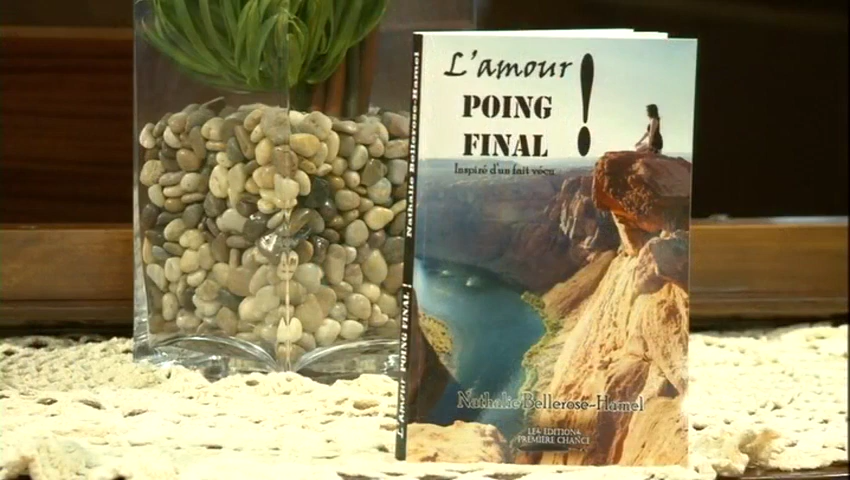 L'amour
POING
FINAL
!
Inspiré d'un fait vécu
Nathalie Bellerose-Hamel
LES EDITIONS
PREMIÈRE CHANCE
L'amour POING FINAL ! Nathalie Bellerose-Hamel